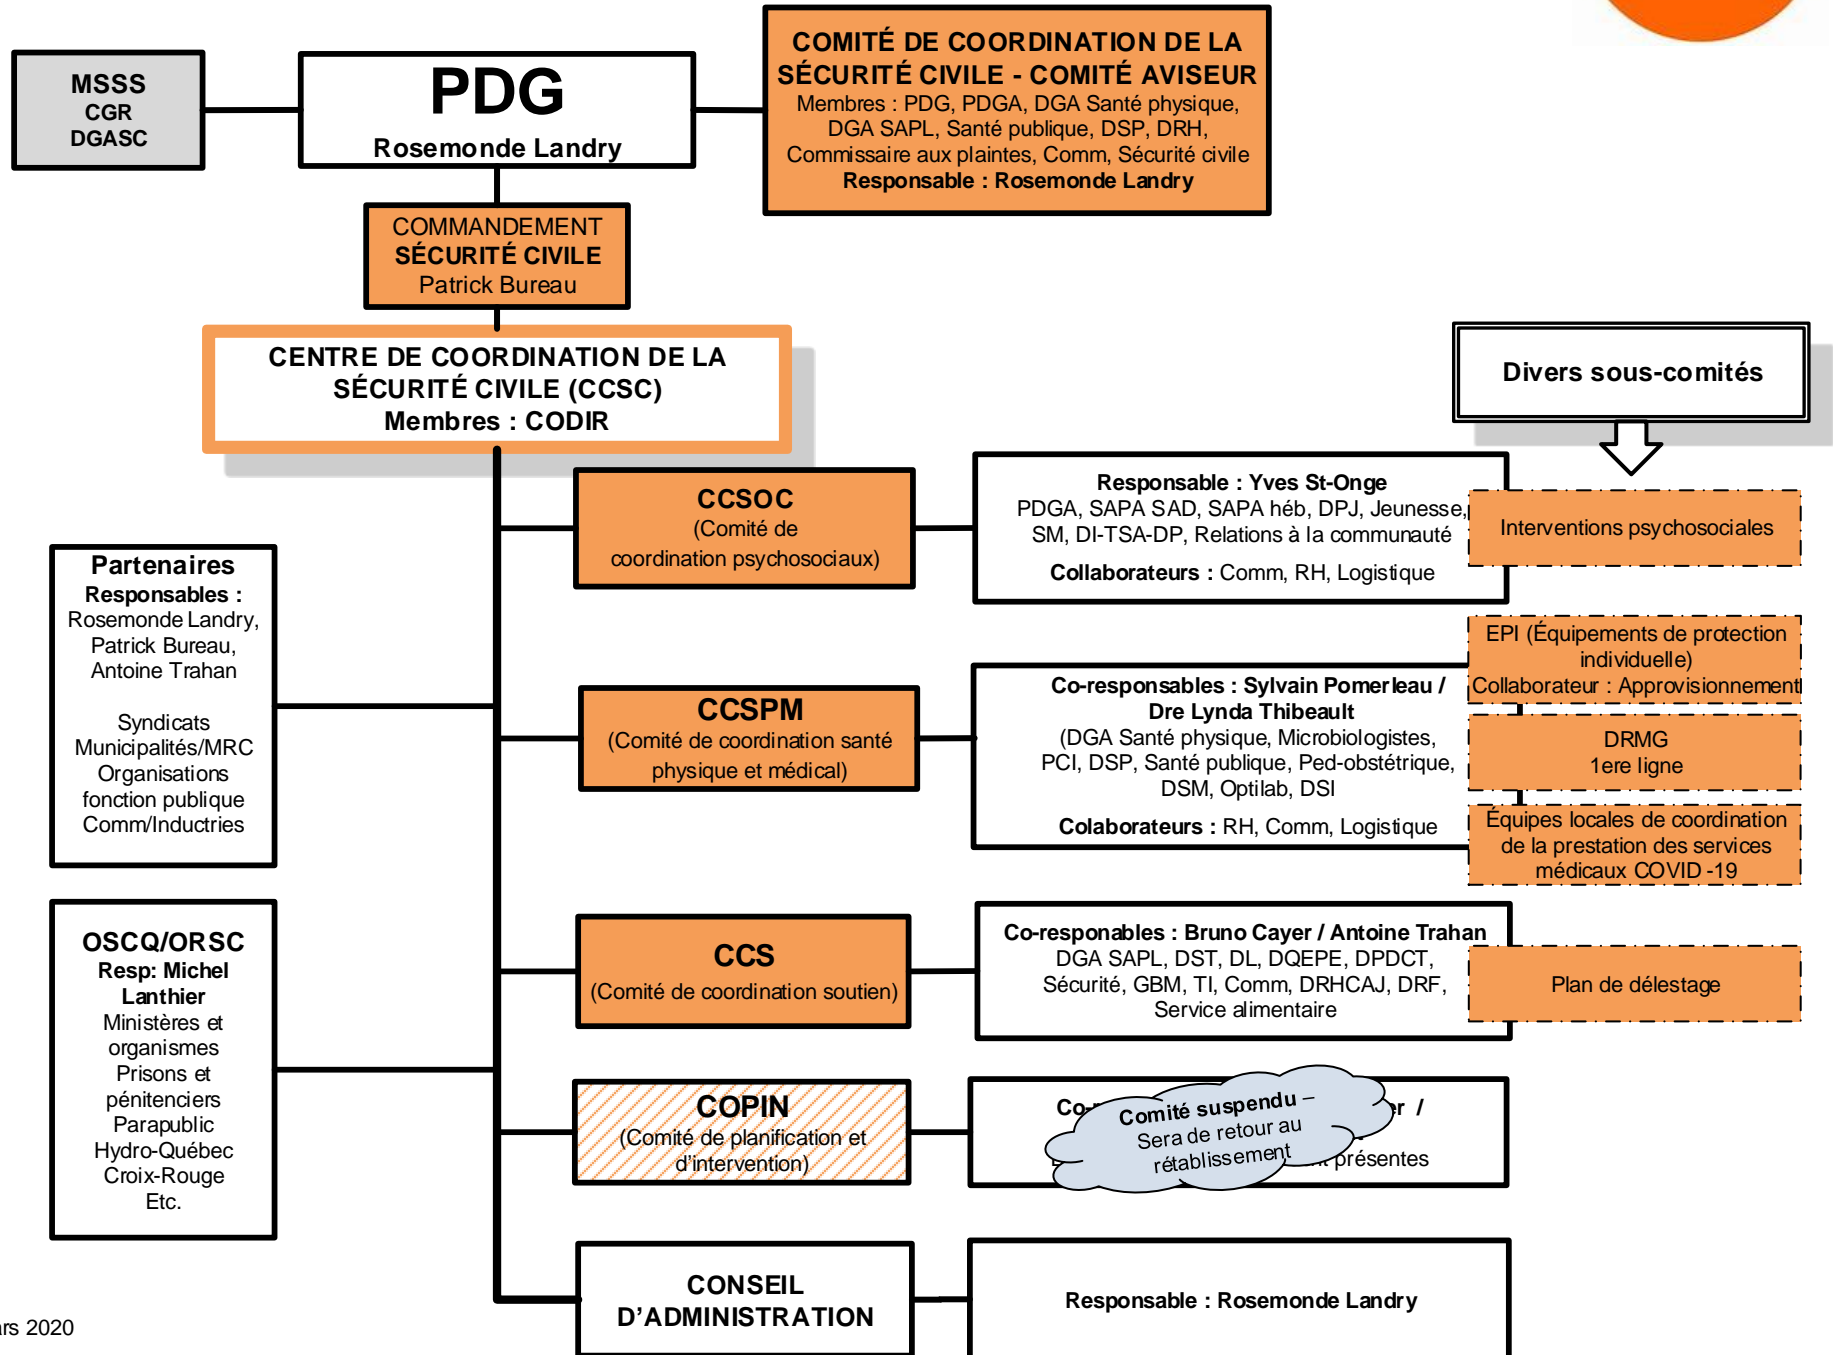 MSSS
CGR
DGASC
PDG
Rosemonde Landry
COMITÉ DE COORDINATION DE LA
SÉCURITÉ CIVILE - COMITÉ AVISEUR
Membres : PDG, PDGA, DGA Santé physique,
DGA SAPL, Santé publique, DSP, DRH,
Commissaire aux plaintes, Comm, Sécurité civile
Responsable : Rosemonde Landry
COMMANDEMENT
SÉCURITÉ CIVILE
Patrick Bureau
CENTRE DE COORDINATION DE LA
SÉCURITÉ CIVILE (CCSC)
Membres : CODIR
Divers sous-comités
CCSOC
(Comité de
coordination psychosociaux)
Responsable : Yves St-Onge
PDGA, SAPA SAD, SAPA héb, DPJ, Jeunesse,
SM, DI-TSA-DP, Relations à la communauté
Collaborateurs : Comm, RH, Logistique
Interventions psychosociales
Partenaires
Responsables :
Rosemonde Landry,
Patrick Bureau,
Antoine Trahan
Syndicats
Municipalités/MRC
Organisations
fonction publique
Comm/Inductries
CCSPM
(Comité de coordination santé
physique et médical)
Co-responsables : Sylvain Pomerleau /
Dre Lynda Thibeault
(DGA Santé physique, Microbiologistes,
PCI, DSP, Santé publique, Ped-obstétrique,
DSM, Optilab, DSI
Colaborateurs : RH, Comm, Logistique
EPI (Équipements de protection
individuelle)
Collaborateur : Approvisionnement
DRMG
1ere ligne
Équipes locales de coordination
de la prestation des services
médicaux COVID -19
OSCQ/ORSC
Resp: Michel
Lanthier
Ministères et
organismes
Prisons et
pénitenciers
Parapublic
Hydro-Québec
Croix-Rouge
Etc.
CCS
(Comité de coordination soutien)
Co-responables : Bruno Cayer / Antoine Trahan
DGA SAPL, DST, DL, DQEPE, DPDCT,
Sécurité, GBM, TI, Comm, DRHCAJ, DRF,
Service alimentaire
Plan de délestage
COPIN
(Comité de planification et
d'intervention)
Comité suspendu –
Sera de retour au
rétablissement
présentes
CONSEIL
D'ADMINISTRATION
Responsable : Rosemonde Landry
2020